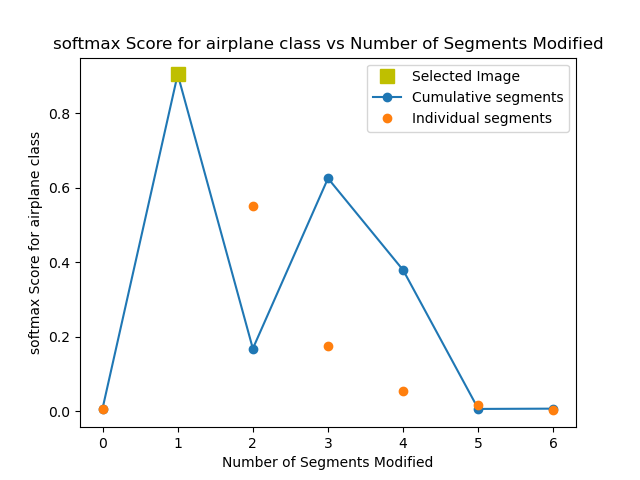 softmax Score for airplane class vs Number of Segments Modified
Selected Image
Cumulative segments
Individual segments
softmax Score for airplane class
0.8
0.6
0.4
0.2
0.0
0 1 2 3 4 5 6
Number of Segments Modified